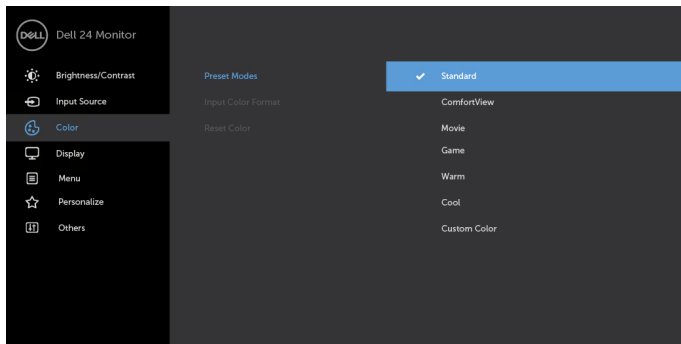 DELL Dell 24 Monitor
Brightness/Contrast Preset Modes Standard
Input Source Input Color Format ComfortView
Color Reset Color Movie
Display Game
Menu Warm
Personalize Cool
Others Custom Color